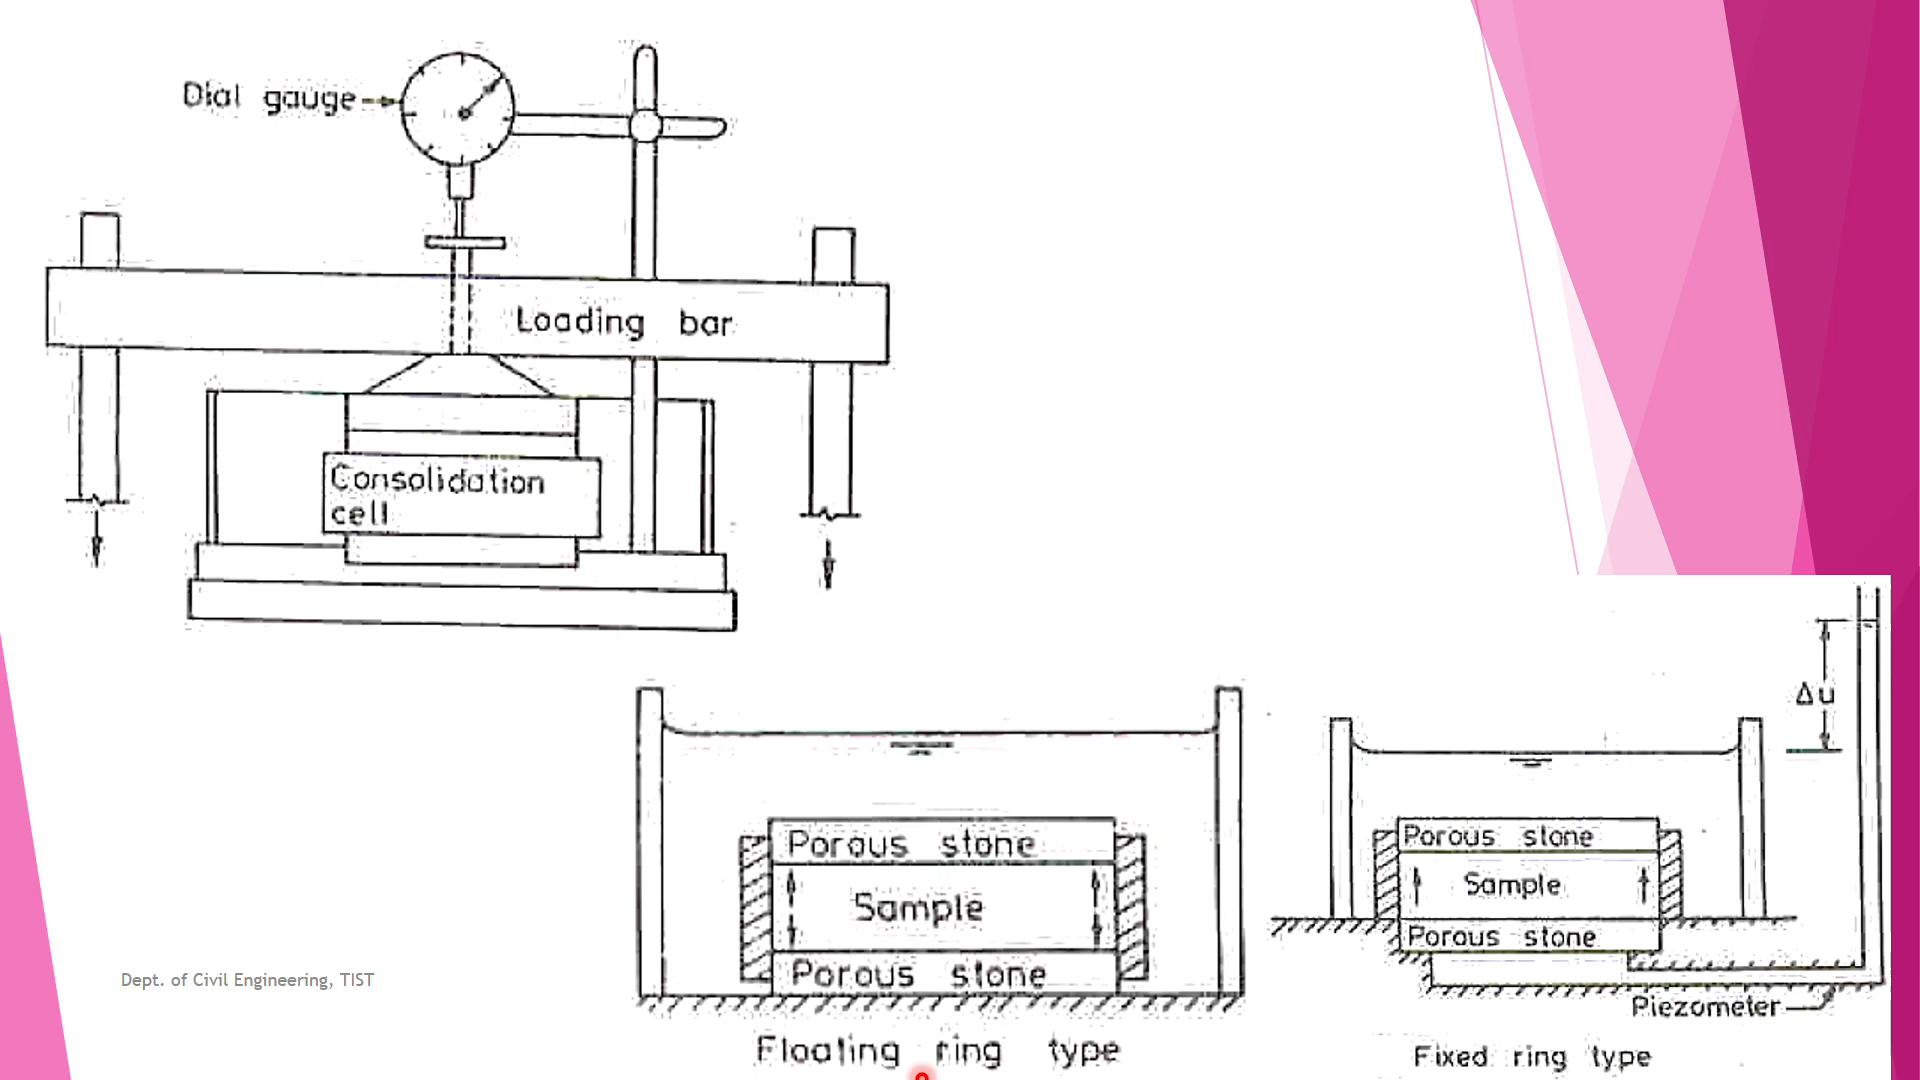 Dial gauge
Loading bar
Consolidation
cell
Porous stone
Sample
Porous stone
Floating ring type
Δu
Porous stone
Sample
Porous stone
Piezometer
Fixed ring type
Dept. of Civil Engineering, TIST